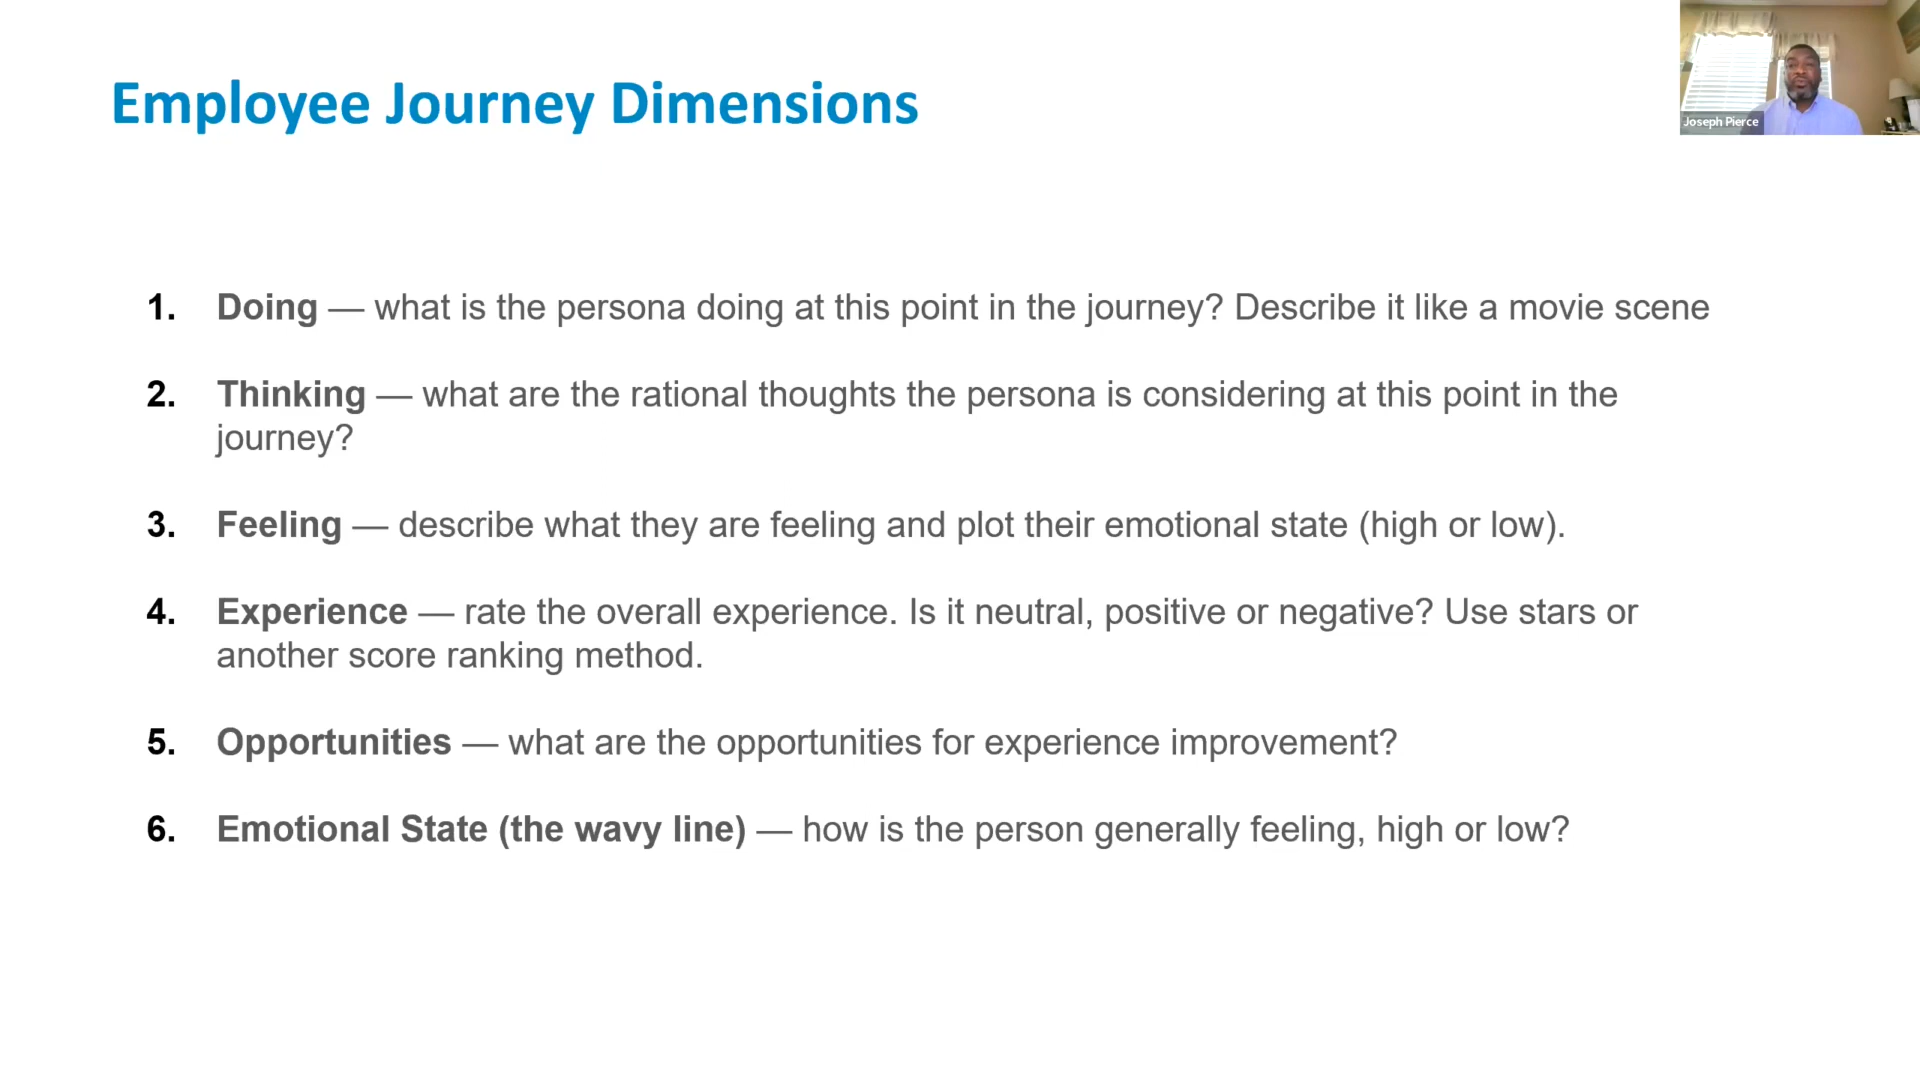 Employee Journey Dimensions
Joseph Pierce
1. Doing — what is the persona doing at this point in the journey? Describe it like a movie scene
2. Thinking — what are the rational thoughts the persona is considering at this point in the
journey?
3. Feeling — describe what they are feeling and plot their emotional state (high or low).
4. Experience — rate the overall experience. Is it neutral, positive or negative? Use stars or
another score ranking method.
5. Opportunities — what are the opportunities for experience improvement?
6. Emotional State (the wavy line) — how is the person generally feeling, high or low?